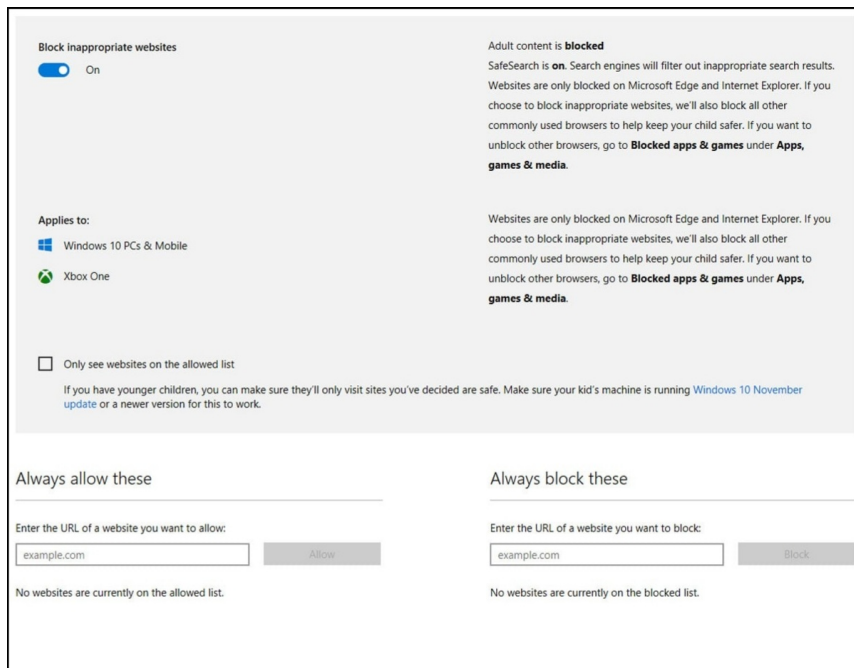 Block inappropriate websites
On
Adult content is blocked
SafeSearch is on. Search engines will filter out inappropriate search results.
Websites are only blocked on Microsoft Edge and Internet Explorer. If you
choose to block inappropriate websites, we'll also block all other
commonly used browsers to help keep your child safer. If you want to
unblock other browsers, go to Blocked apps & games under Apps,
games & media.
Applies to:
Windows 10 PCs & Mobile
Xbox One
Websites are only blocked on Microsoft Edge and Internet Explorer. If you
choose to block inappropriate websites, we'll also block all other
commonly used browsers to help keep your child safer. If you want to
unblock other browsers, go to Blocked apps & games under Apps,
games & media.
Only see websites on the allowed list
If you have younger children, you can make sure they'll only visit sites you've decided are safe. Make sure your kid's machine is running Windows 10 November
update or a newer version for this to work.
Always allow these
Enter the URL of a website you want to allow:
example.com
Allow
No websites are currently on the allowed list.
Always block these
Enter the URL of a website you want to block:
example.com
Block
No websites are currently on the blocked list.